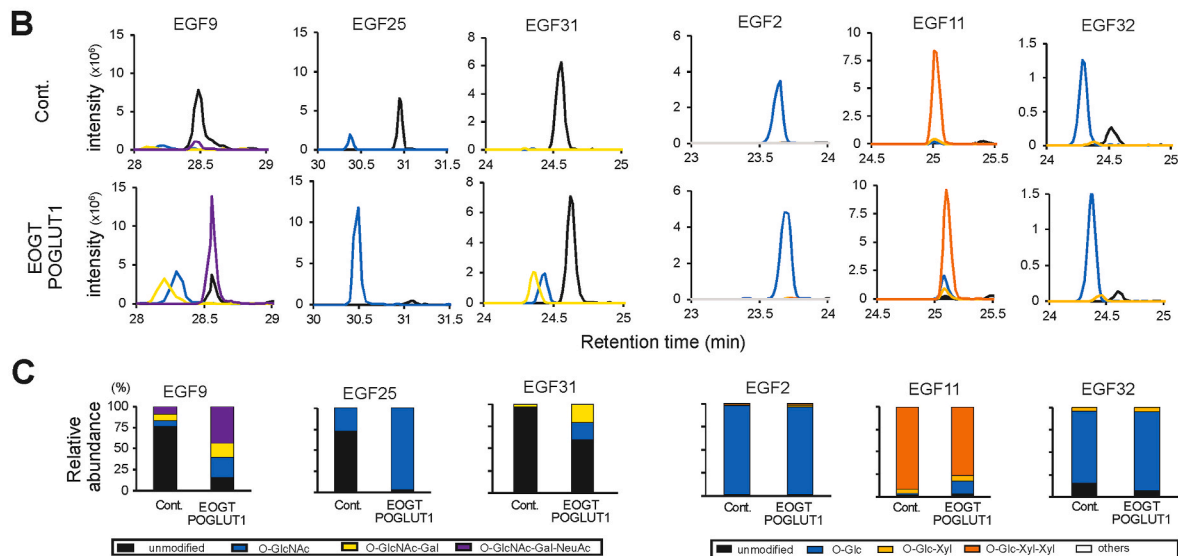 B
EGF9 EGF25 EGF31 EGF2 EGF11 EGF32
Cont.
intensity (x10⁶)
15 10 5 0
28 28.5 29
15 10 5 0
30 30.5 31 31.5
8 6 4 2 0
24 24.5 25
6 4 2 0
23 23.5 24
10 7.5 5 2.5 0
24.5 25 25.5
1.5 1 0.5 0
24 24.5 25
EOGT
POGLUT1
intensity (x10⁶)
15 10 5 0
28 28.5 29
15 10 5 0
30 30.5 31 31.5
8 6 4 2 0
24 24.5 25
6 4 2 0
23 23.5 24
10 7.5 5 2.5 0
24.5 25 25.5
1.5 1 0.5 0
24 24.5 25
Retention time (min)
C
EGF9 EGF25 EGF31 EGF2 EGF11 EGF32
(%)
Relative
abundance
100
75
50
25
0
Cont. EOGT Cont. EOGT Cont. EOGT Cont. EOGT Cont. EOGT Cont. EOGT
POGLUT1 POGLUT1 POGLUT1 POGLUT1 POGLUT1 POGLUT1
unmodified O-GlcNAc O-GlcNAc-Gal O-GlcNAc-Gal-NeuAc
unmodified O-Glc O-Glc-Xyl O-Glc-Xyl-Xyl others